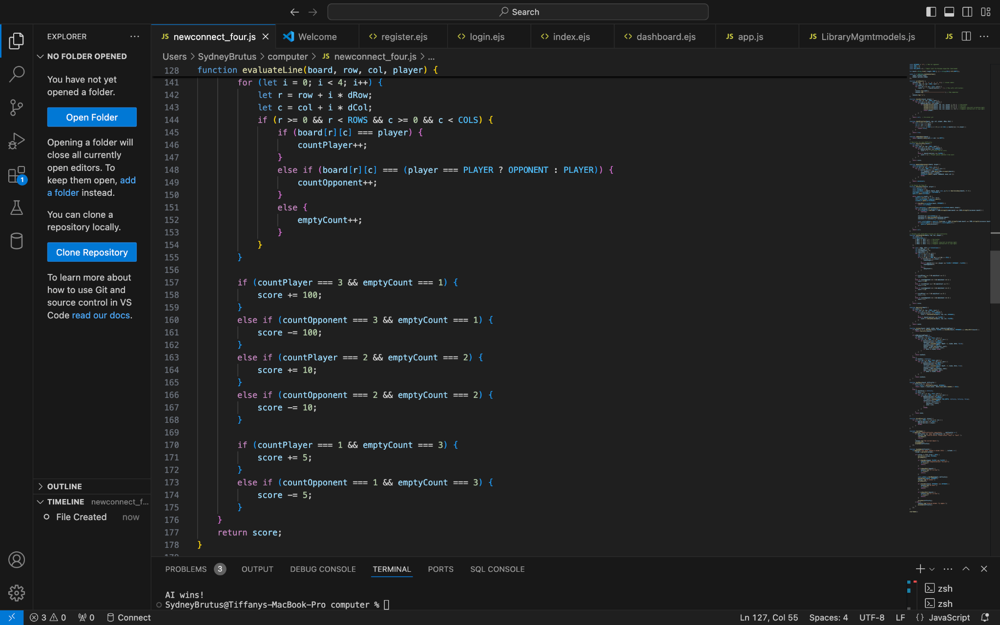 Search
EXPLORER
newconnect_four.js
Welcome
register.ejs
login.ejs
index.ejs
dashboard.ejs
app.js
LibraryMgmtmodels.js
NO FOLDER OPENED
You have not yet
opened a folder.
Open Folder
Opening a folder will
close all currently
open editors. To
keep them open, add
a folder instead.
You can clone a
repository locally.
Clone Repository
To learn more about
how to use Git and
source control in VS
Code read our docs.
OUTLINE
TIMELINE newconnect_f...
File Created now
1
Users > SydneyBrutus > computer > JS newconnect_four.js > ...
128 function evaluateLine(board, row, col, player) {
141 for (let i = 0; i < 4; i++) {
142 let r = row + i * dRow;
143 let c = col + i * dCol;
144 if (r >= 0 && r < ROWS && c >= 0 && c < COLS) {
145 if (board[r][c] === player) {
146 countPlayer++;
147 }
148 else if (board[r][c] === (player === PLAYER ? OPPONENT : PLAYER)) {
149 countOpponent++;
150 }
151 else {
152 emptyCount++;
153 }
154 }
155 }
156
157 if (countPlayer === 3 && emptyCount === 1) {
158 score += 100;
159 }
160 else if (countOpponent === 3 && emptyCount === 1) {
161 score -= 100;
162 }
163 else if (countPlayer === 2 && emptyCount === 2) {
164 score += 10;
165 }
166 else if (countOpponent === 2 && emptyCount === 2) {
167 score -= 10;
168 }
169
170 if (countPlayer === 1 && emptyCount === 3) {
171 score += 5;
172 }
173 else if (countOpponent === 1 && emptyCount === 3) {
174 score -= 5;
175 }
176 }
177 return score;
178 }
PROBLEMS 3 OUTPUT DEBUG CONSOLE TERMINAL PORTS SQL CONSOLE
AI wins!
SydneyBrutus@Tiffanys-MacBook-Pro computer %
zsh
zsh
3 0 0 Connect
Ln 127, Col 55 Spaces: 4 UTF-8 LF {} JavaScript